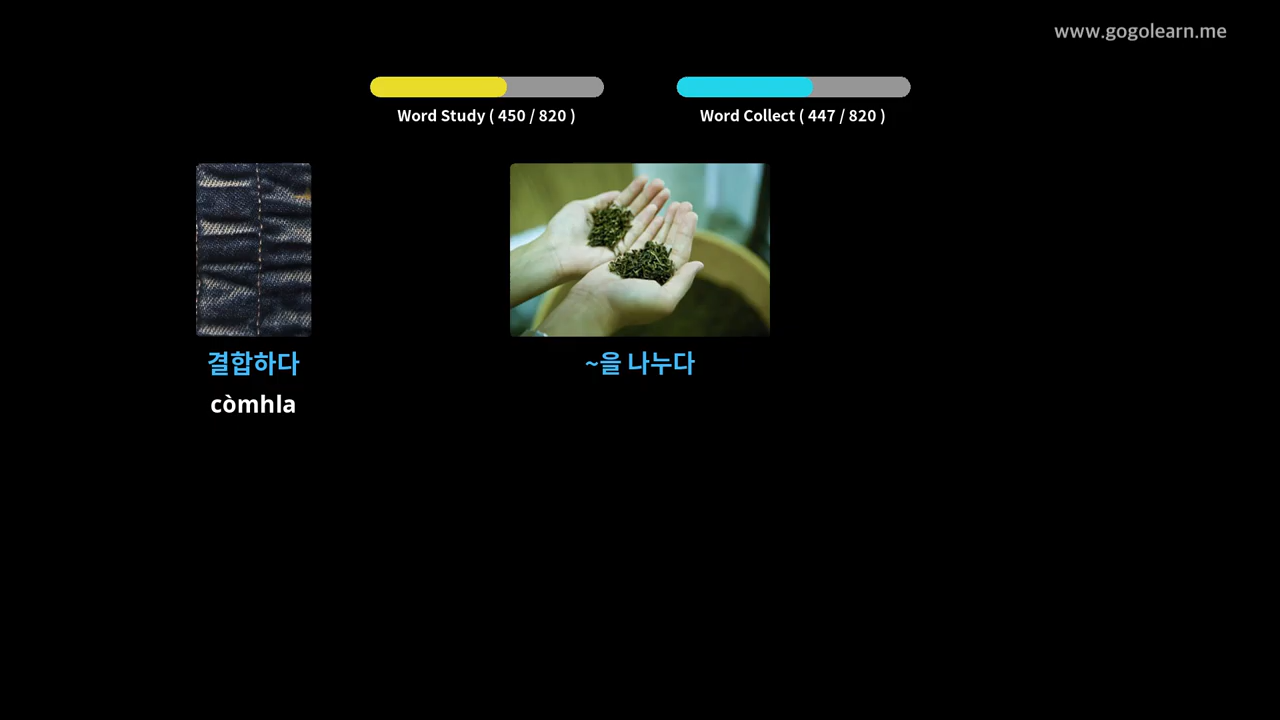 www.gogolearn.me
Word Study ( 450 / 820 )
Word Collect ( 447 / 820 )
결합하다
~을 나누다
còmhla